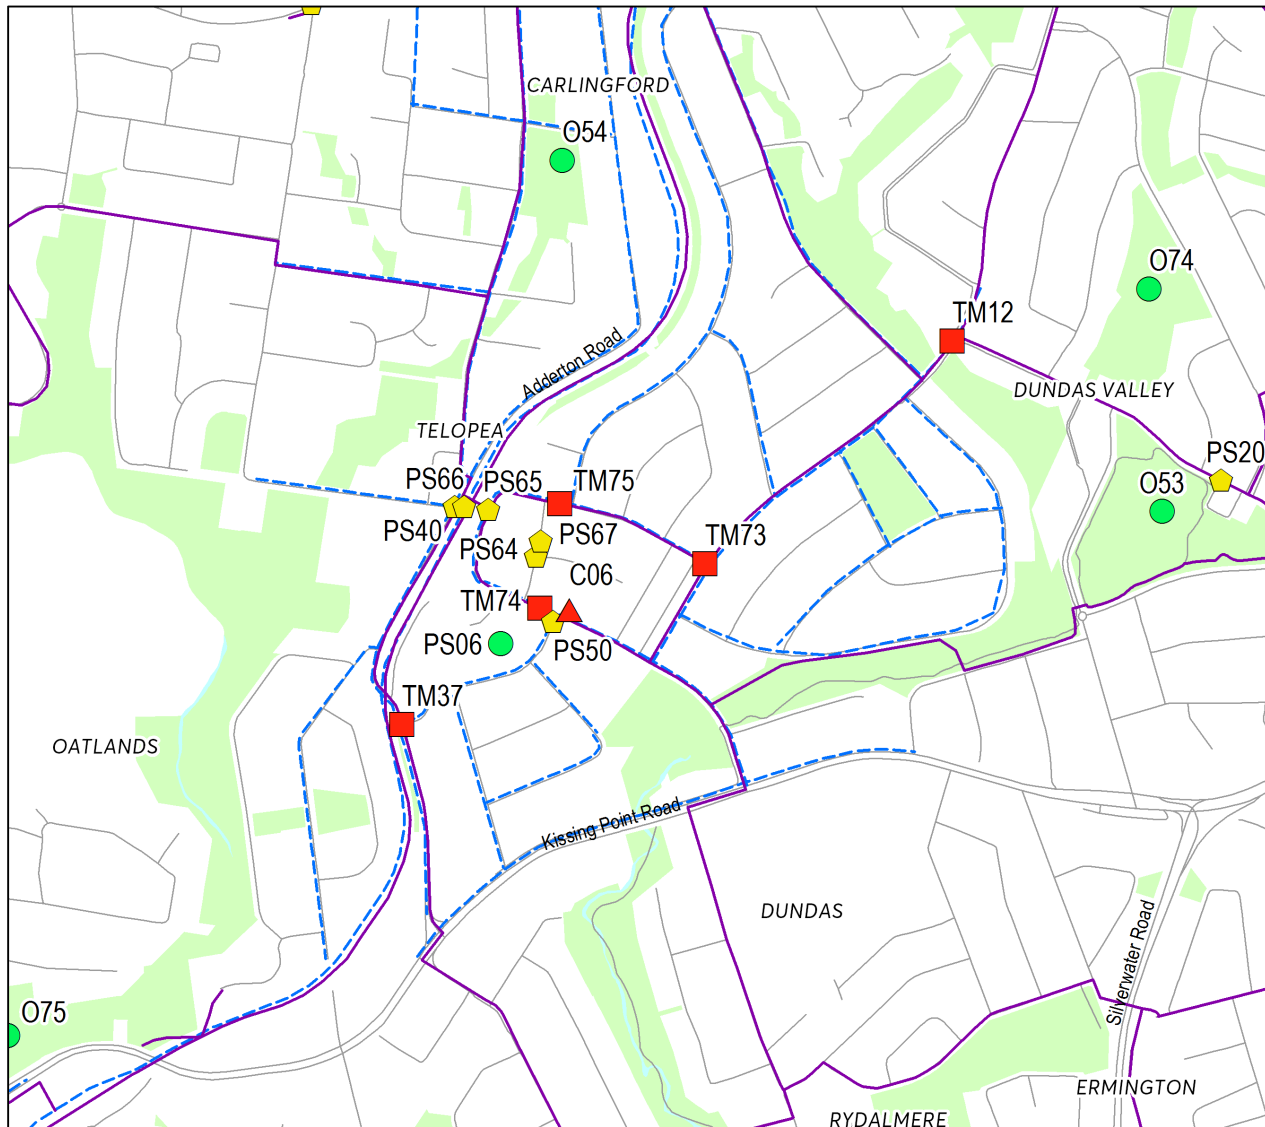 CARLINGFORD
O54
O74
TM12
Adderton Road
DUNDAS VALLEY
TELOPEA
PS66
PS65
TM75
PS20
O53
PS40
PS67
TM73
PS64
C06
TM74
PS06
PS50
TM37
OATLANDS
Kissing Point Road
DUNDAS
Silverwater Road
O75
ERMINGTON
RYDALMERE